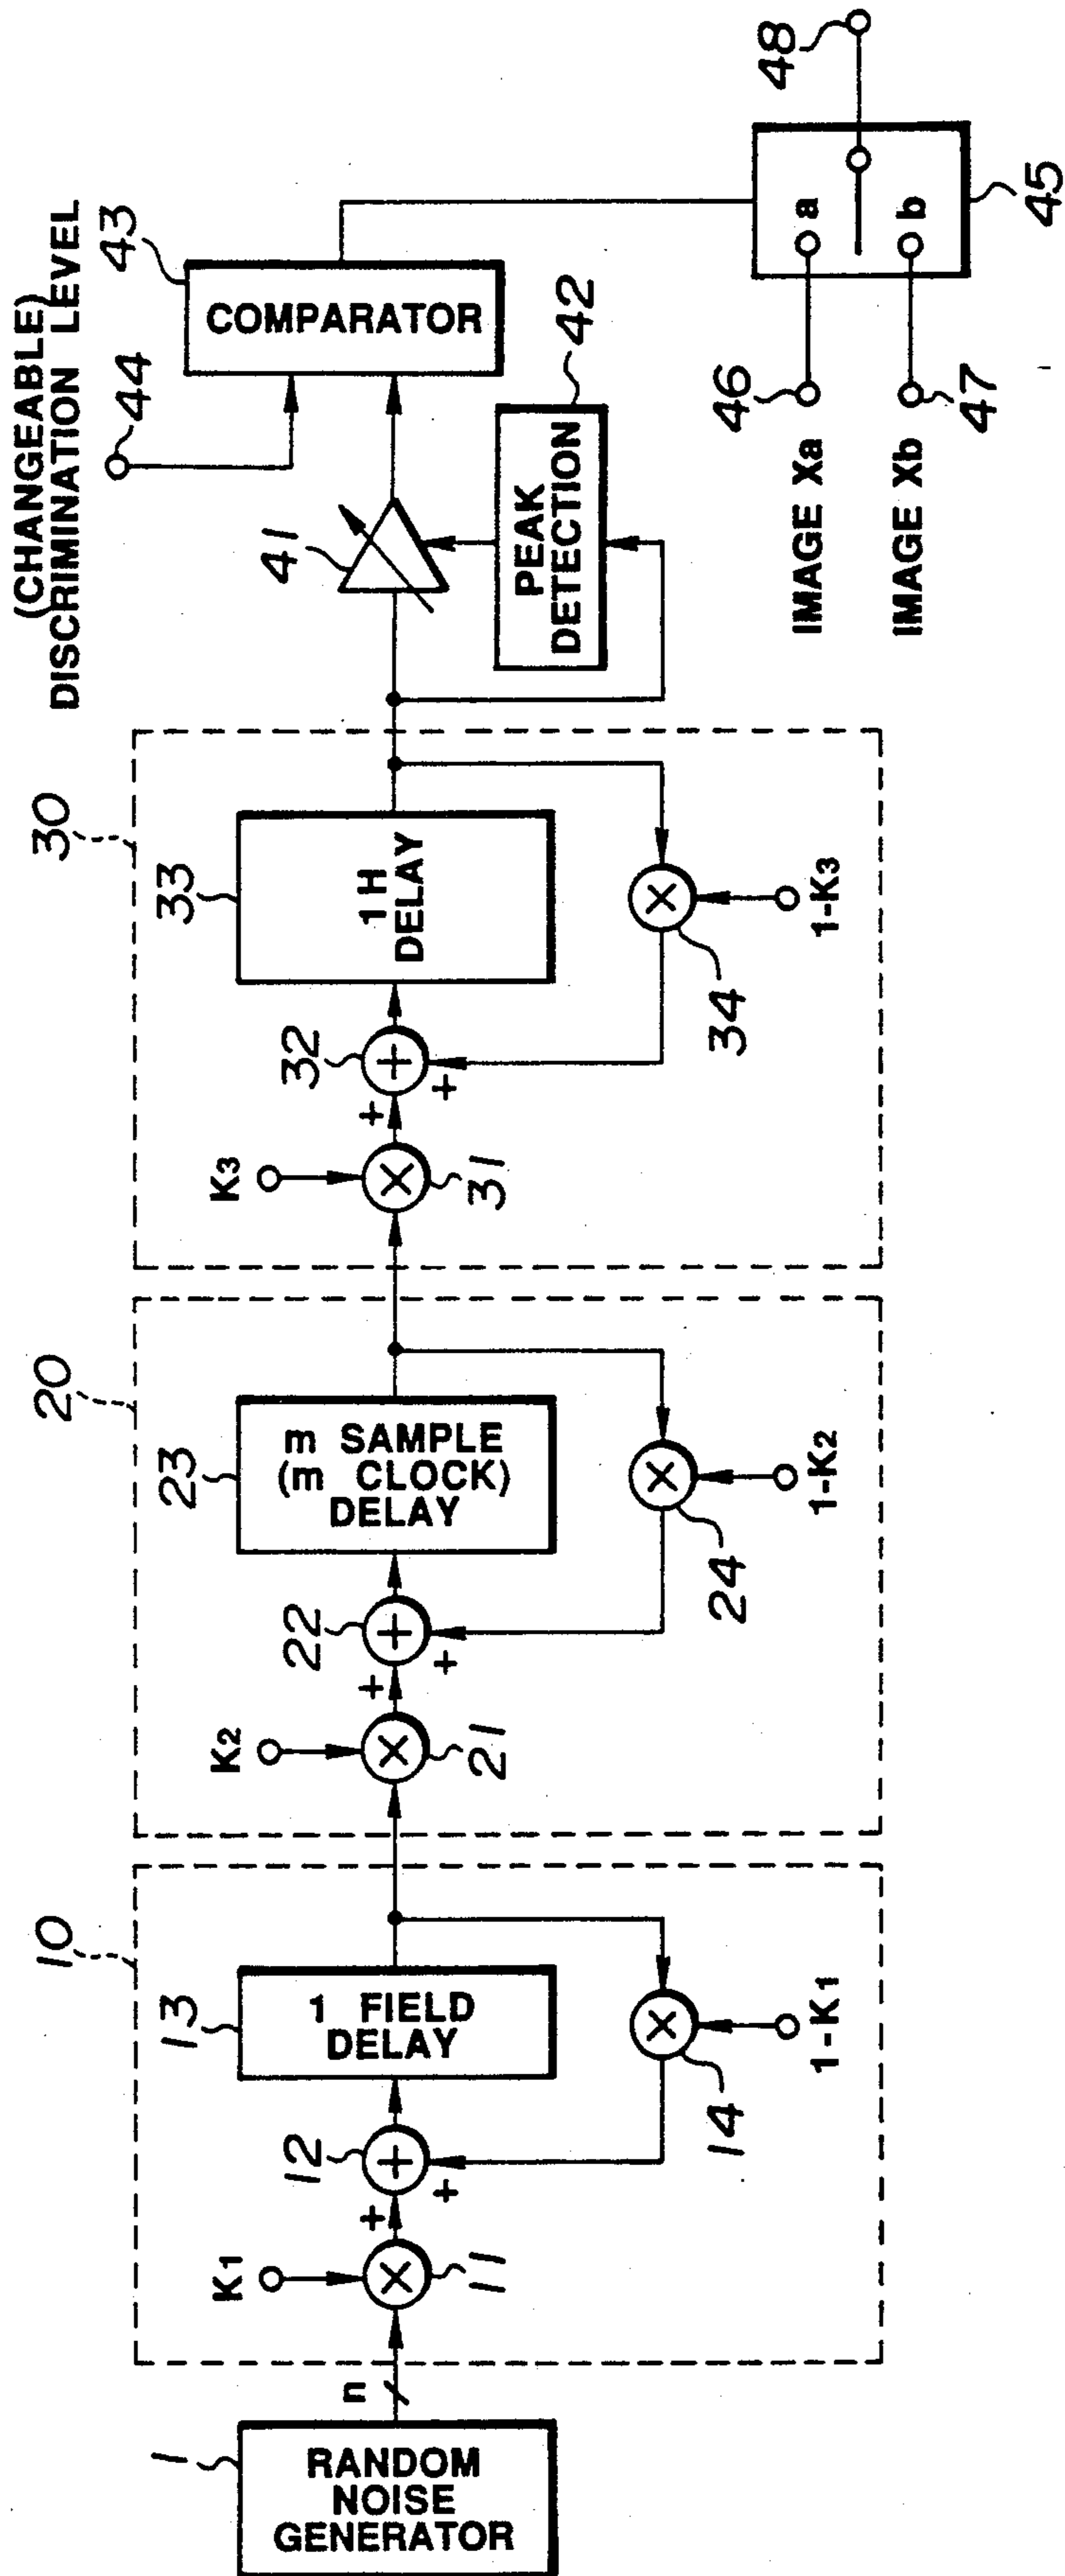 1
RANDOM
NOISE
GENERATOR
n
10
K1
11
+
+
12
13
1 FIELD
DELAY
14
1-K1
20
K2
21
+
+
22
23
m SAMPLE
(m CLOCK)
DELAY
24
1-K2
30
K3
31
+
+
32
33
1H
DELAY
34
1-K3
41
PEAK
DETECTION
42
(CHANGEABLE)
DISCRIMINATION LEVEL
44
43
COMPARATOR
46
IMAGE Xa
47
IMAGE Xb
a
b
45
48